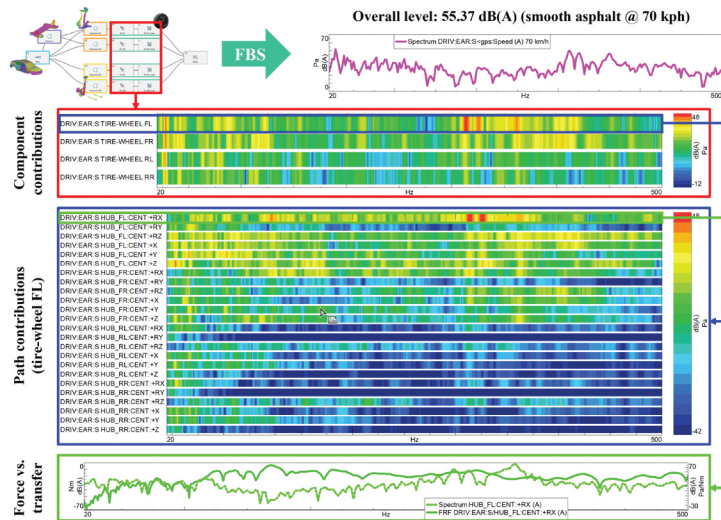 Overall level: 55.37 dB(A) (smooth asphalt @ 70 kph)
FBS
70
Pa
dB(A)
0
Spectrum DRIV:EAR:S<gps:Speed (A) 70 km/h
20
Hz
500
Component
contributions
DRIV:EAR:S TIRE-WHEEL FL
DRIV:EAR:S TIRE-WHEEL FR
DRIV:EAR:S TIRE-WHEEL RL
DRIV:EAR:S TIRE-WHEEL RR
20
Hz
500
48
dB(A)
Pa
-12
Path contributions
(tire-wheel FL)
DRIV:EAR:S HUB_FL:CENT:+RX
DRIV:EAR:S HUB_FL:CENT:+RY
DRIV:EAR:S HUB_FL:CENT:+RZ
DRIV:EAR:S HUB_FL:CENT:+X
DRIV:EAR:S HUB_FL:CENT:+Y
DRIV:EAR:S HUB_FL:CENT:+Z
DRIV:EAR:S HUB_FR:CENT:+RX
DRIV:EAR:S HUB_FR:CENT:+RY
DRIV:EAR:S HUB_FR:CENT:+RZ
DRIV:EAR:S HUB_FR:CENT:+X
DRIV:EAR:S HUB_FR:CENT:+Y
DRIV:EAR:S HUB_FR:CENT:+Z
DRIV:EAR:S HUB_RL:CENT:+RX
DRIV:EAR:S HUB_RL:CENT:+RY
DRIV:EAR:S HUB_RL:CENT:+RZ
DRIV:EAR:S HUB_RL:CENT:+X
DRIV:EAR:S HUB_RL:CENT:+Y
DRIV:EAR:S HUB_RL:CENT:+Z
DRIV:EAR:S HUB_RR:CENT:+RX
DRIV:EAR:S HUB_RR:CENT:+RY
DRIV:EAR:S HUB_RR:CENT:+RZ
DRIV:EAR:S HUB_RR:CENT:+X
DRIV:EAR:S HUB_RR:CENT:+Y
DRIV:EAR:S HUB_RR:CENT:+Z
20
Hz
500
48
dB(A)
Pa
-42
Force vs.
transfer
0
Nm
dB(A)
-70
Spectrum HUB_FL:CENT:+RX (A)
FRF DRIV:EAR:S/HUB_FL:CENT:+RX (A)
20
Hz
500
70
dB(A)
Pa/Nm
-30